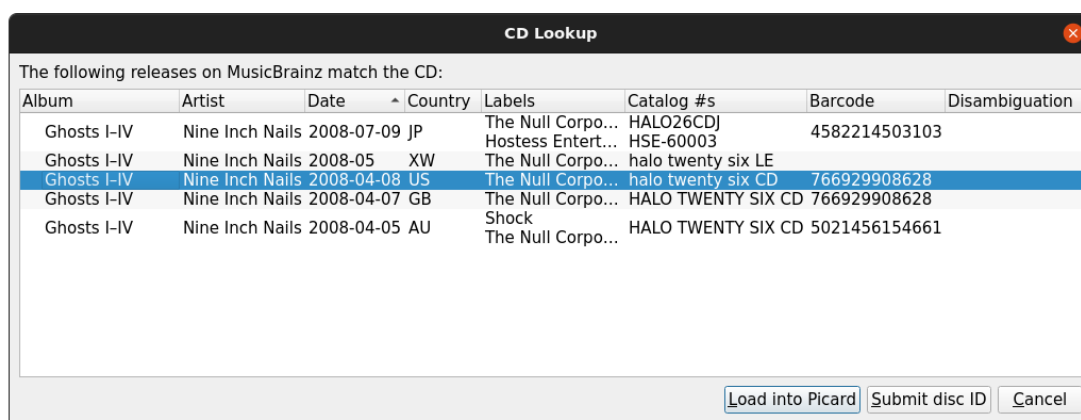 CD Lookup
The following releases on MusicBrainz match the CD:
Album Artist Date Country Labels Catalog #s Barcode Disambiguation
Ghosts I–IV Nine Inch Nails 2008-07-09 JP The Null Corpo... HALO26CDJ 4582214503103
Hostess Entert... HSE-60003
Ghosts I–IV Nine Inch Nails 2008-05 XW The Null Corpo... halo twenty six LE
Ghosts I–IV Nine Inch Nails 2008-04-08 US The Null Corpo... halo twenty six CD 766929908628
Ghosts I–IV Nine Inch Nails 2008-04-07 GB The Null Corpo... HALO TWENTY SIX CD 766929908628
Ghosts I–IV Nine Inch Nails 2008-04-05 AU Shock HALO TWENTY SIX CD 5021456154661
The Null Corpo...
Load into Picard Submit disc ID Cancel